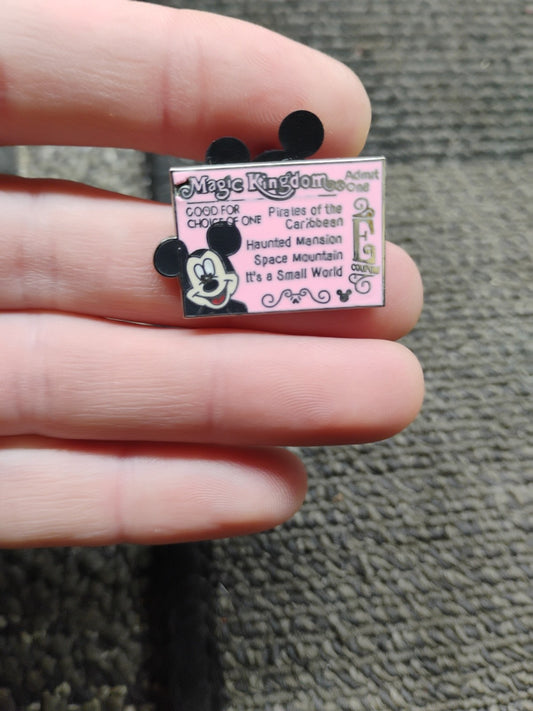 Magic Kingdom
Admit
One
GOOD FOR
CHOICE OF ONE
Pirates of the
Caribbean
Haunted Mansion
Space Mountain
It's a Small World
E
COUPON